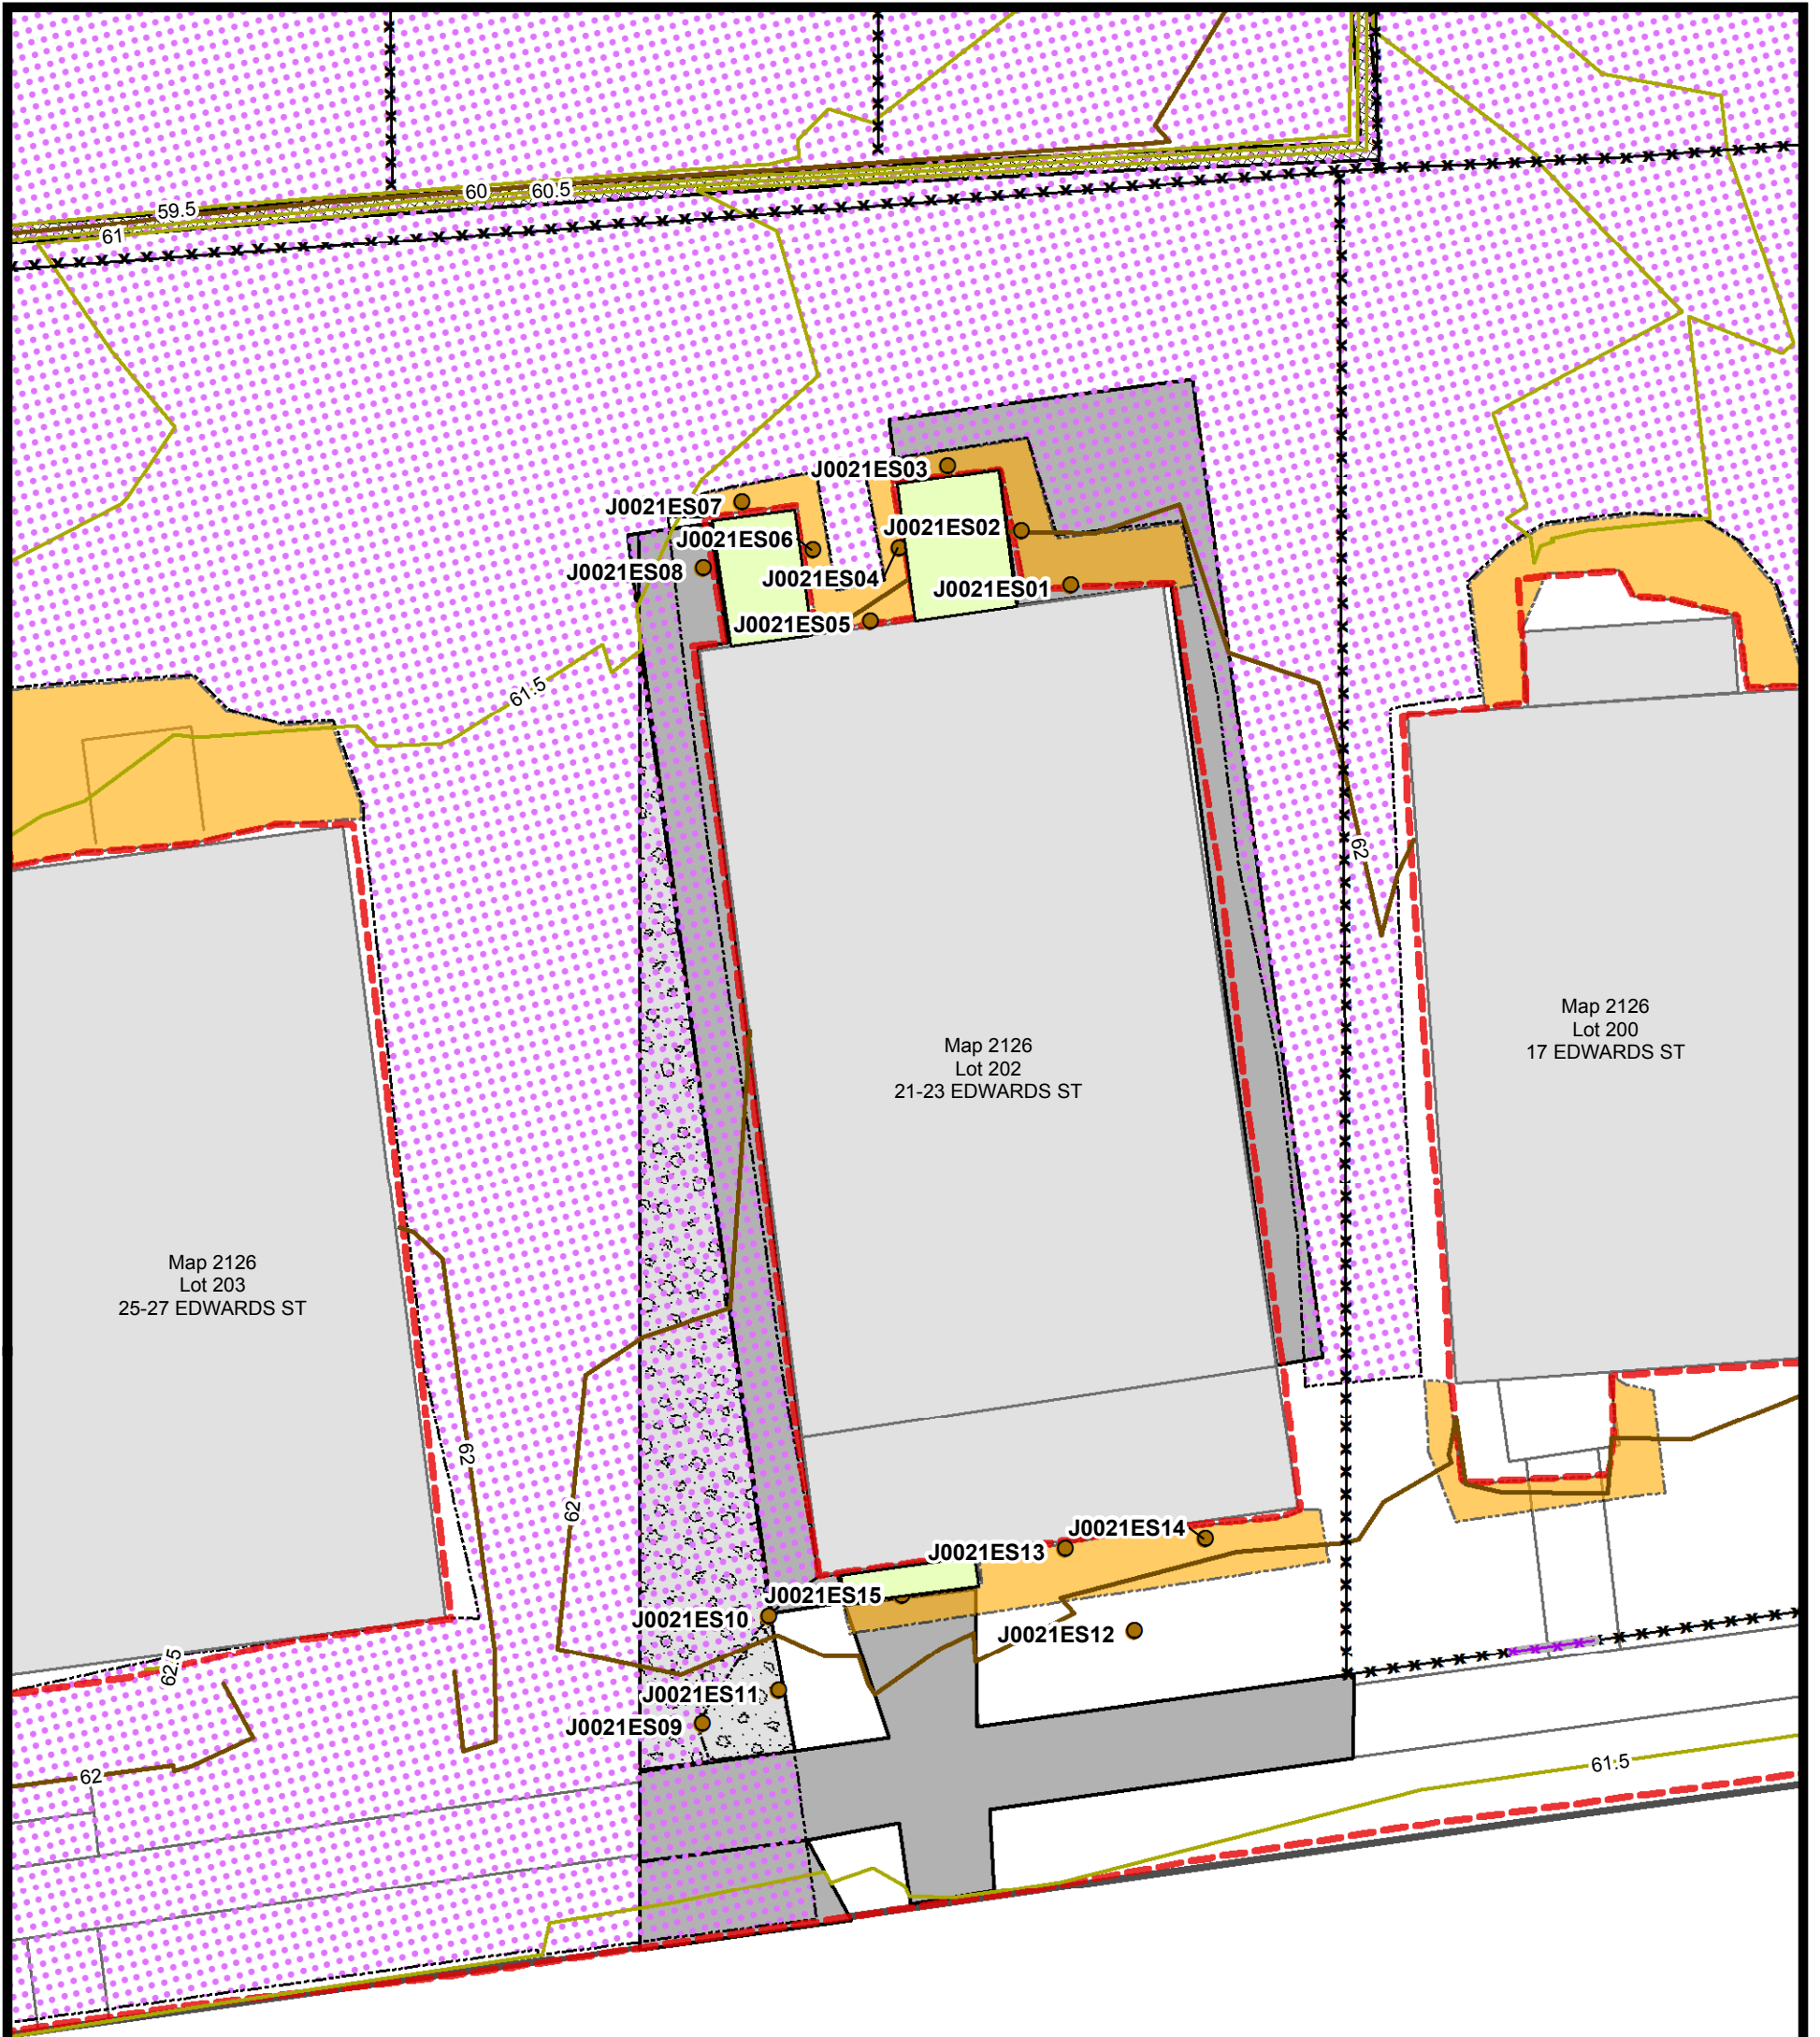 60
60.5
59.5
61
J0021ES03
J0021ES07
J0021ES02
J0021ES06
J0021ES08
J0021ES04
J0021ES01
J0021ES05
61.5
62
Map 2126
Lot 200
17 EDWARDS ST
Map 2126
Lot 202
21-23 EDWARDS ST
Map 2126
Lot 203
25-27 EDWARDS ST
62
62
J0021ES14
J0021ES13
J0021ES15
J0021ES10
J0021ES12
62.5
J0021ES11
J0021ES09
61.5
62